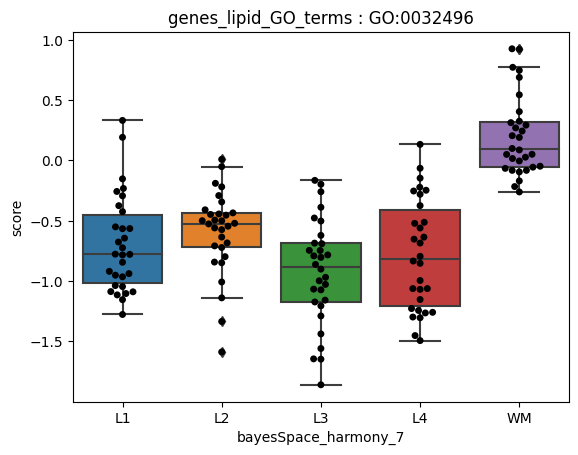 genes_lipid_GO_terms : GO:0032496
1.0
0.5
0.0
−0.5
−1.0
−1.5
score
L1 L2 L3 L4 WM
bayesSpace_harmony_7